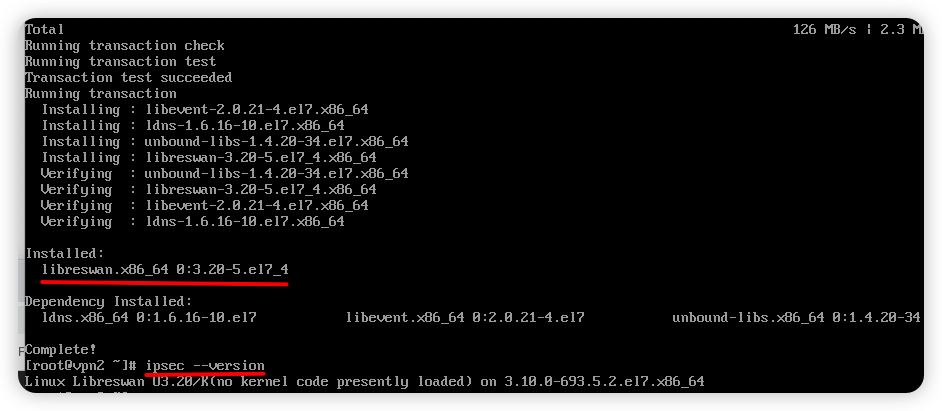 Total 126 MB/s | 2.3 M
Running transaction check
Running transaction test
Transaction test succeeded
Running transaction
Installing : libevent-2.0.21-4.el7.x86_64
Installing : ldns-1.6.16-10.el7.x86_64
Installing : unbound-libs-1.4.20-34.el7.x86_64
Installing : libreswan-3.20-5.el7_4.x86_64
Verifying : unbound-libs-1.4.20-34.el7.x86_64
Verifying : libreswan-3.20-5.el7_4.x86_64
Verifying : libevent-2.0.21-4.el7.x86_64
Verifying : ldns-1.6.16-10.el7.x86_64
Installed:
libreswan.x86_64 0:3.20-5.el7_4
Dependency Installed:
ldns.x86_64 0:1.6.16-10.el7 libevent.x86_64 0:2.0.21-4.el7 unbound-libs.x86_64 0:1.4.20-34
Complete!
[root@vpn2 ~]# ipsec --version
Linux Libreswan U3.20/K(no kernel code presently loaded) on 3.10.0-693.5.2.el7.x86_64